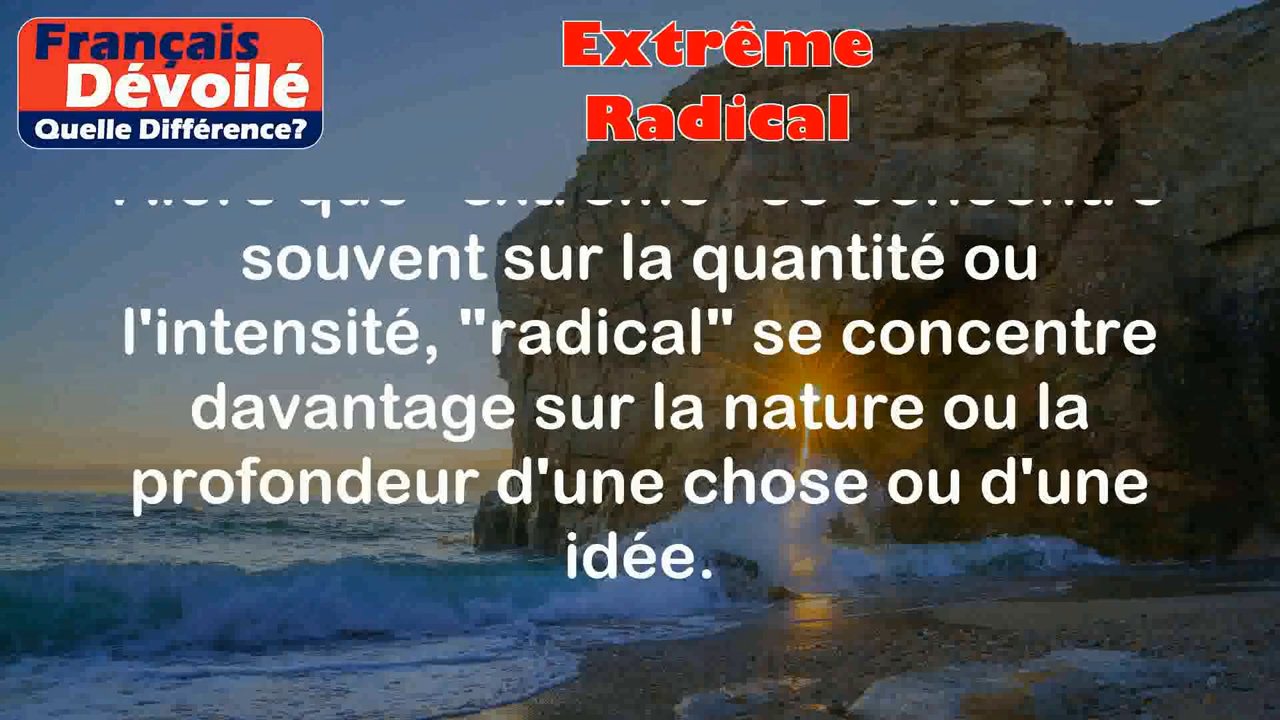 Français
Dévoilé
Quelle Différence?
Extrême
Radical
souvent sur la quantité ou
l'intensité, "radical" se concentre
davantage sur la nature ou la
profondeur d'une chose ou d'une
idée.